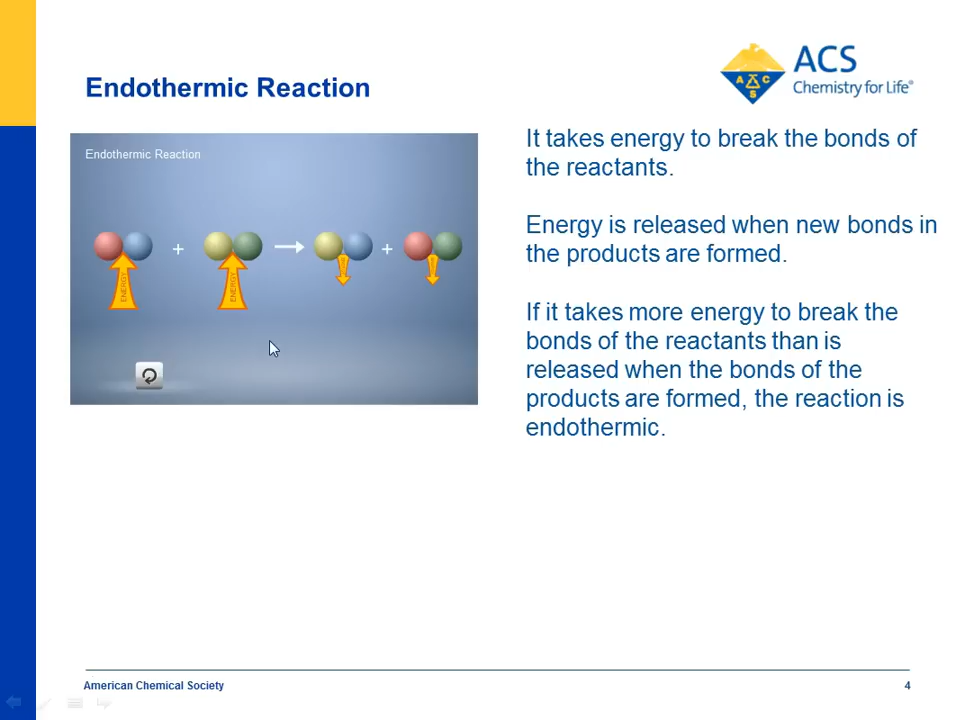 Endothermic Reaction
ACS
Chemistry for Life®
A C S
Endothermic Reaction
+
+
ENERGY
ENERGY
It takes energy to break the bonds of
the reactants.
Energy is released when new bonds in
the products are formed.
If it takes more energy to break the
bonds of the reactants than is
released when the bonds of the
products are formed, the reaction is
endothermic.
American Chemical Society
4